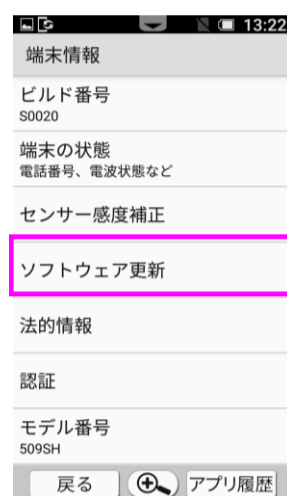 13:22
端末情報
ビルド番号
S0020
端末の状態
電話番号、電波状態など
センサー感度補正
ソフトウェア更新
法的情報
認証
モデル番号
509SH
戻る
アプリ履歴